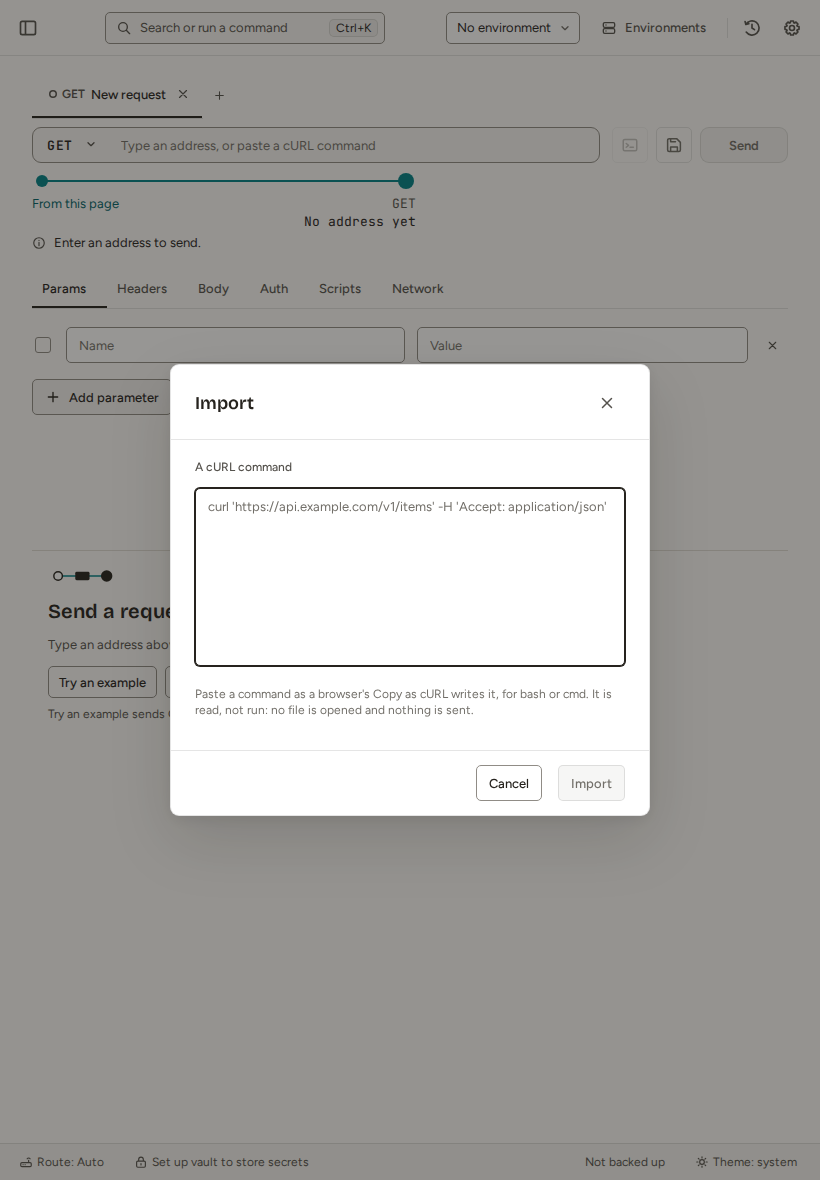 Search or run a command Ctrl+K No environment Environments
GET New request
GET Type an address, or paste a cURL command Send
From this page GET
No address yet
Enter an address to send.
Params Headers Body Auth Scripts Network
Name Value
Add parameter
Import
A cURL command
curl 'https://api.example.com/v1/items' -H 'Accept: application/json'
Send a reque
Type an address abo
Try an example
Try an example sends
Paste a command as a browser's Copy as cURL writes it, for bash or cmd. It is
read, not run: no file is opened and nothing is sent.
Cancel Import
Route: Auto Set up vault to store secrets Not backed up Theme: system